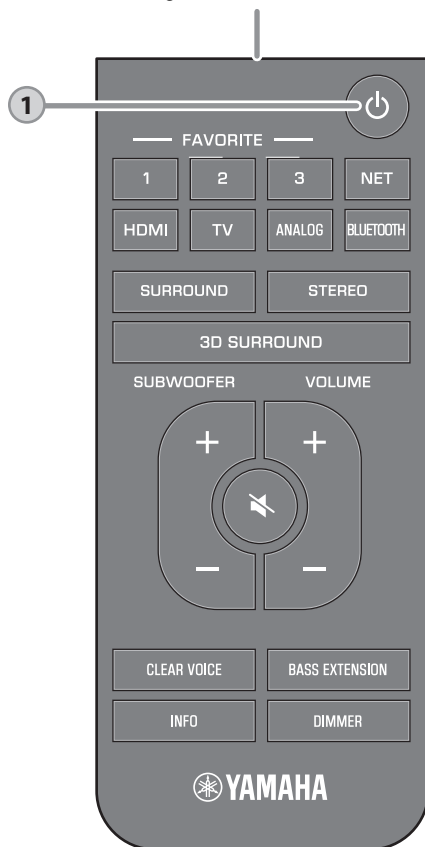 1
FAVORITE
1 2 3 NET
HDMI TV ANALOG BLUETOOTH
SURROUND STEREO
3D SURROUND
SUBWOOFER VOLUME
+ +
− −
CLEAR VOICE BASS EXTENSION
INFO DIMMER
YAMAHA